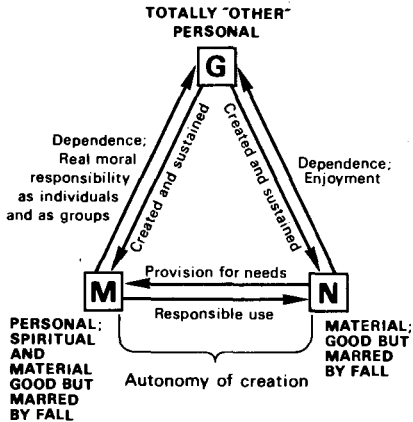 TOTALLY "OTHER"
PERSONAL
G
Dependence;
Real moral
responsibility
as individuals
and as groups
Created and sustained
Created and sustained
Dependence;
Enjoyment
Provision for needs
M
N
Responsible use
PERSONAL;
SPIRITUAL
AND
MATERIAL
GOOD BUT
MARRED
BY FALL
MATERIAL;
GOOD BUT
MARRED
BY FALL
Autonomy of creation